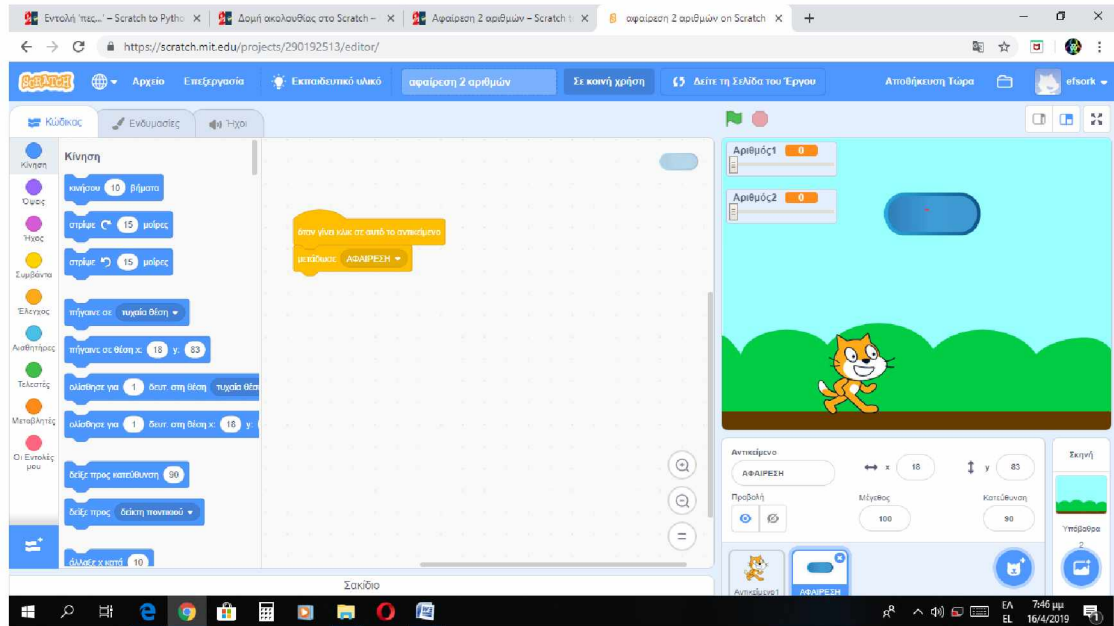 Εντολή 'πες...' – Scratch to Pytho
Δομή ακολουθίας στο Scratch –
Αφαίρεση 2 αριθμών – Scratch t
αφαίρεση 2 αριθμών on Scratch
https://scratch.mit.edu/projects/290192513/editor/
SCRATCH Αρχείο Επεξεργασία Εκπαιδευτικό υλικό αφαίρεση 2 αριθμών Σε κοινή χρήση Δείτε τη Σελίδα του Έργου Αποθήκευση Τώρα efsork
Κώδικας Ενδυμασίες Ήχοι
Κίνηση
Όψεις
Ήχος
Συμβάντα
Έλεγχος
Αισθητήρες
Τελεστές
Μεταβλητές
Οι Εντολές
μου
Κίνηση
κινήσου 10 βήματα
στρίψε 15 μοίρες
στρίψε 15 μοίρες
πήγαινε σε τυχαία θέση
πήγαινε σε θέση x: 18 y: 83
ολίσθησε για 1 δευτ. στη θέση τυχαία θέσ
ολίσθησε για 1 δευτ. στη θέση x: 18 y:
δείξε προς κατεύθυνση 90
δείξε προς δείκτη ποντικιού
άλλαξε x κατά 10
όταν γίνει κλικ σε αυτό το αντικείμενο
μετάδωσε ΑΦΑΙΡΕΣΗ
Σακίδιο
Αριθμός1 0
Αριθμός2 0
Αντικείμενο
ΑΦΑΙΡΕΣΗ
x 18
y 83
Προβολή
Μέγεθος
100
Κατεύθυνση
90
Αντικείμενο1
ΑΦΑΙΡΕΣΗ
Σκηνή
Υπόβαθρα
2
ΕΛ
EL
7:46 μμ
16/4/2019
1